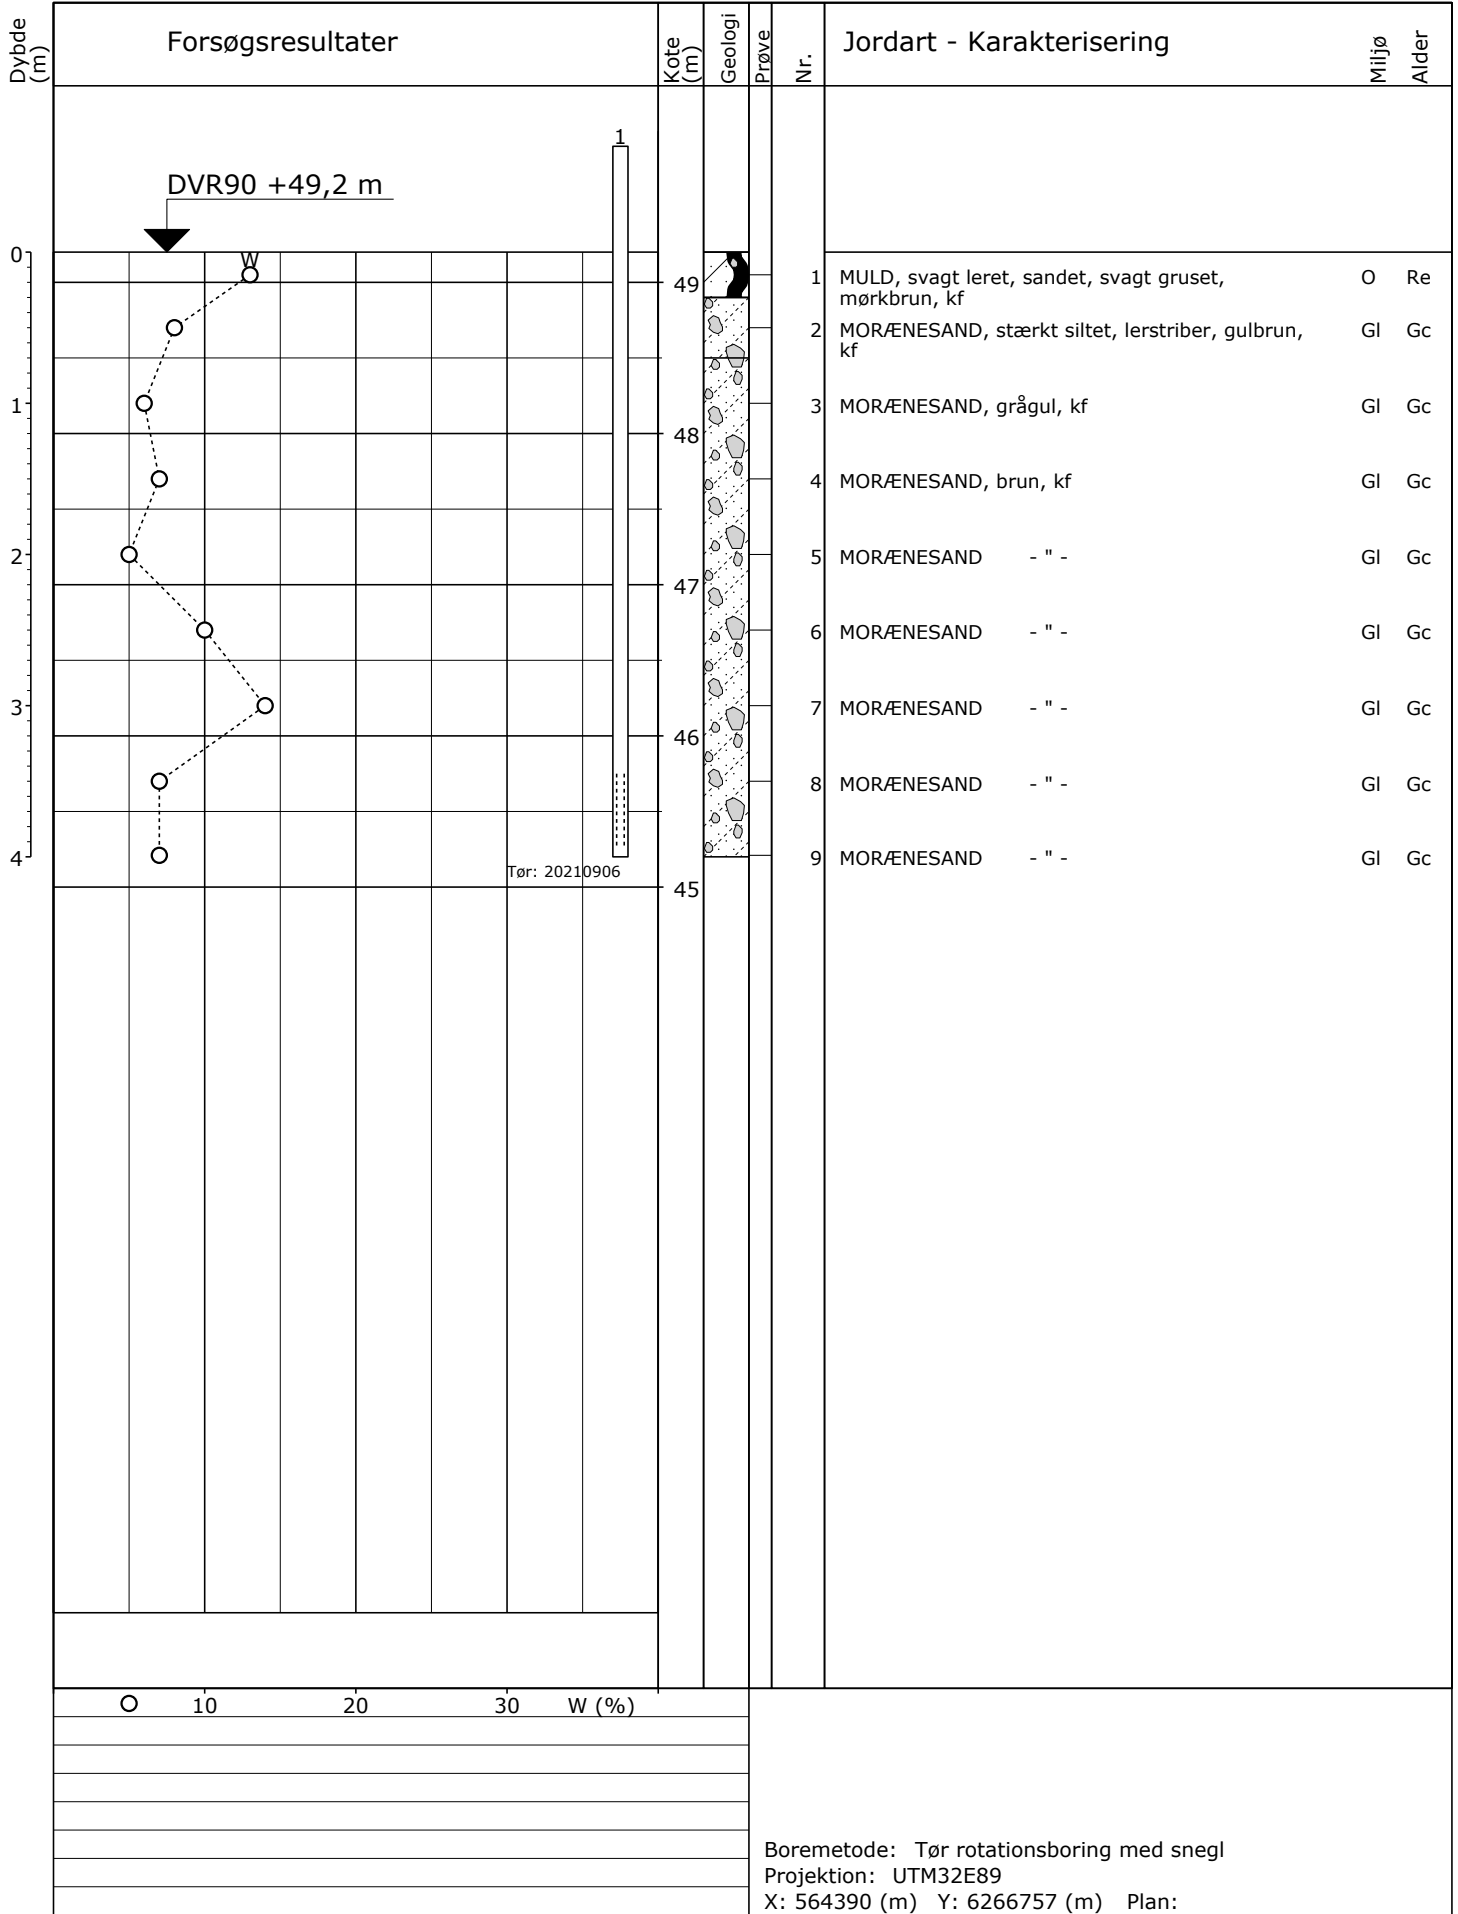 Dybde (m)
Forsøgsresultater
Kote (m)
Geologi
Prøve
Nr.
Jordart - Karakterisering
Miljø
Alder
1
DVR90 +49,2 m
0
W
49
1 MULD, svagt leret, sandet, svagt gruset, O Re
mørkbrun, kf
2 MORÆNESAND, stærkt siltet, lerstriber, gulbrun, Gl Gc
kf
1
3 MORÆNESAND, grågul, kf Gl Gc
48
4 MORÆNESAND, brun, kf Gl Gc
2
5 MORÆNESAND - " - Gl Gc
47
6 MORÆNESAND - " - Gl Gc
3
7 MORÆNESAND - " - Gl Gc
46
8 MORÆNESAND - " - Gl Gc
4
9 MORÆNESAND - " - Gl Gc
Tør: 20210906
45
10 20 30 W (%)
Boremetode: Tør rotationsboring med snegl
Projektion: UTM32E89
X: 564390 (m) Y: 6266757 (m) Plan: